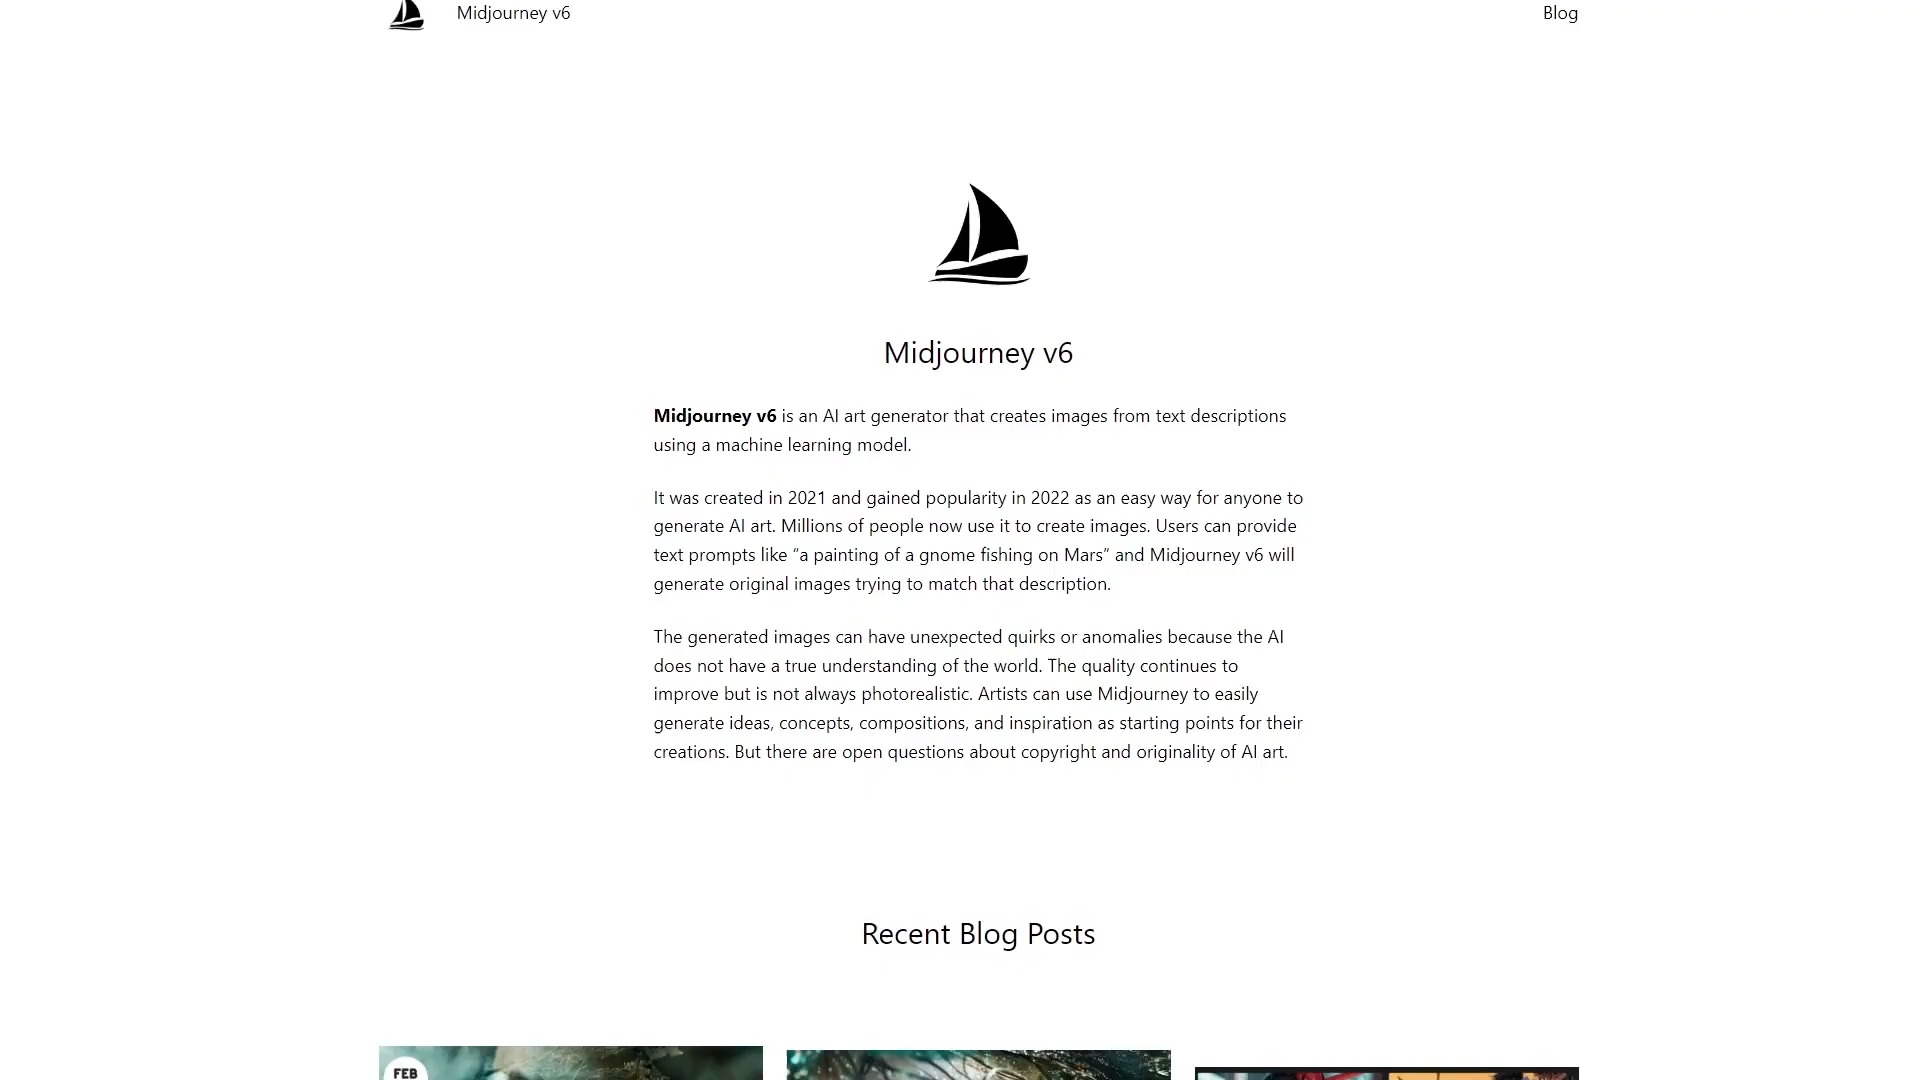 Midjourney v6
Blog
Midjourney v6
Midjourney v6 is an AI art generator that creates images from text descriptions
using a machine learning model.
It was created in 2021 and gained popularity in 2022 as an easy way for anyone to
generate AI art. Millions of people now use it to create images. Users can provide
text prompts like “a painting of a gnome fishing on Mars” and Midjourney v6 will
generate original images trying to match that description.
The generated images can have unexpected quirks or anomalies because the AI
does not have a true understanding of the world. The quality continues to
improve but is not always photorealistic. Artists can use Midjourney to easily
generate ideas, concepts, compositions, and inspiration as starting points for their
creations. But there are open questions about copyright and originality of AI art.
Recent Blog Posts
FEB